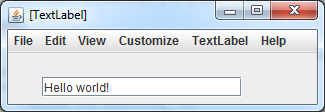 [TextLabel]
File Edit View Customize TextLabel Help
Hello world!